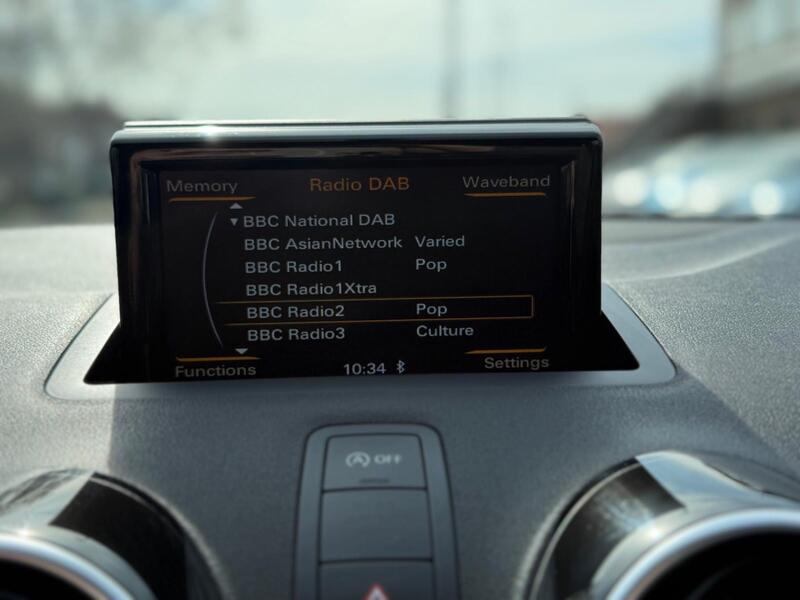 Memory Radio DAB Waveband
BBC National DAB
BBC AsianNetwork Varied
BBC Radio1 Pop
BBC Radio1Xtra
BBC Radio2 Pop
BBC Radio3 Culture
Functions 10:34 Settings
A OFF